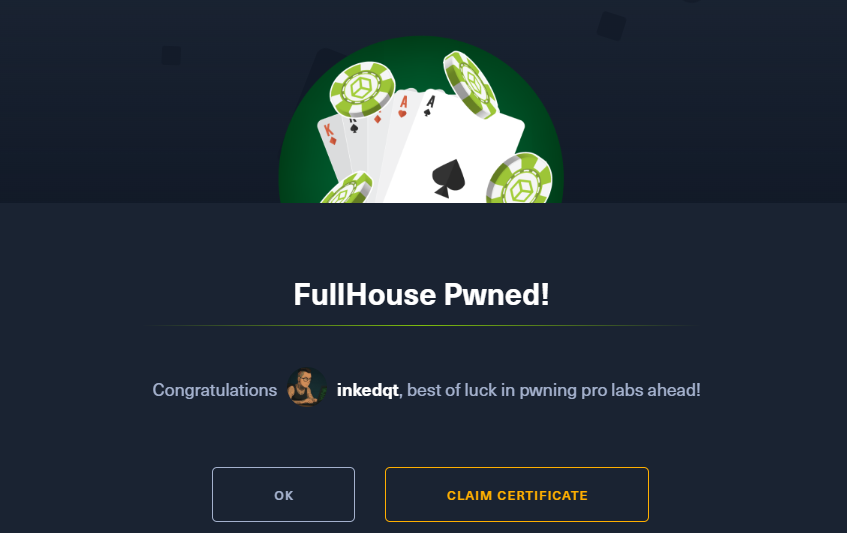 K
A
A
FullHouse Pwned!
Congratulations inkedqt, best of luck in pwning pro labs ahead!
OK
CLAIM CERTIFICATE